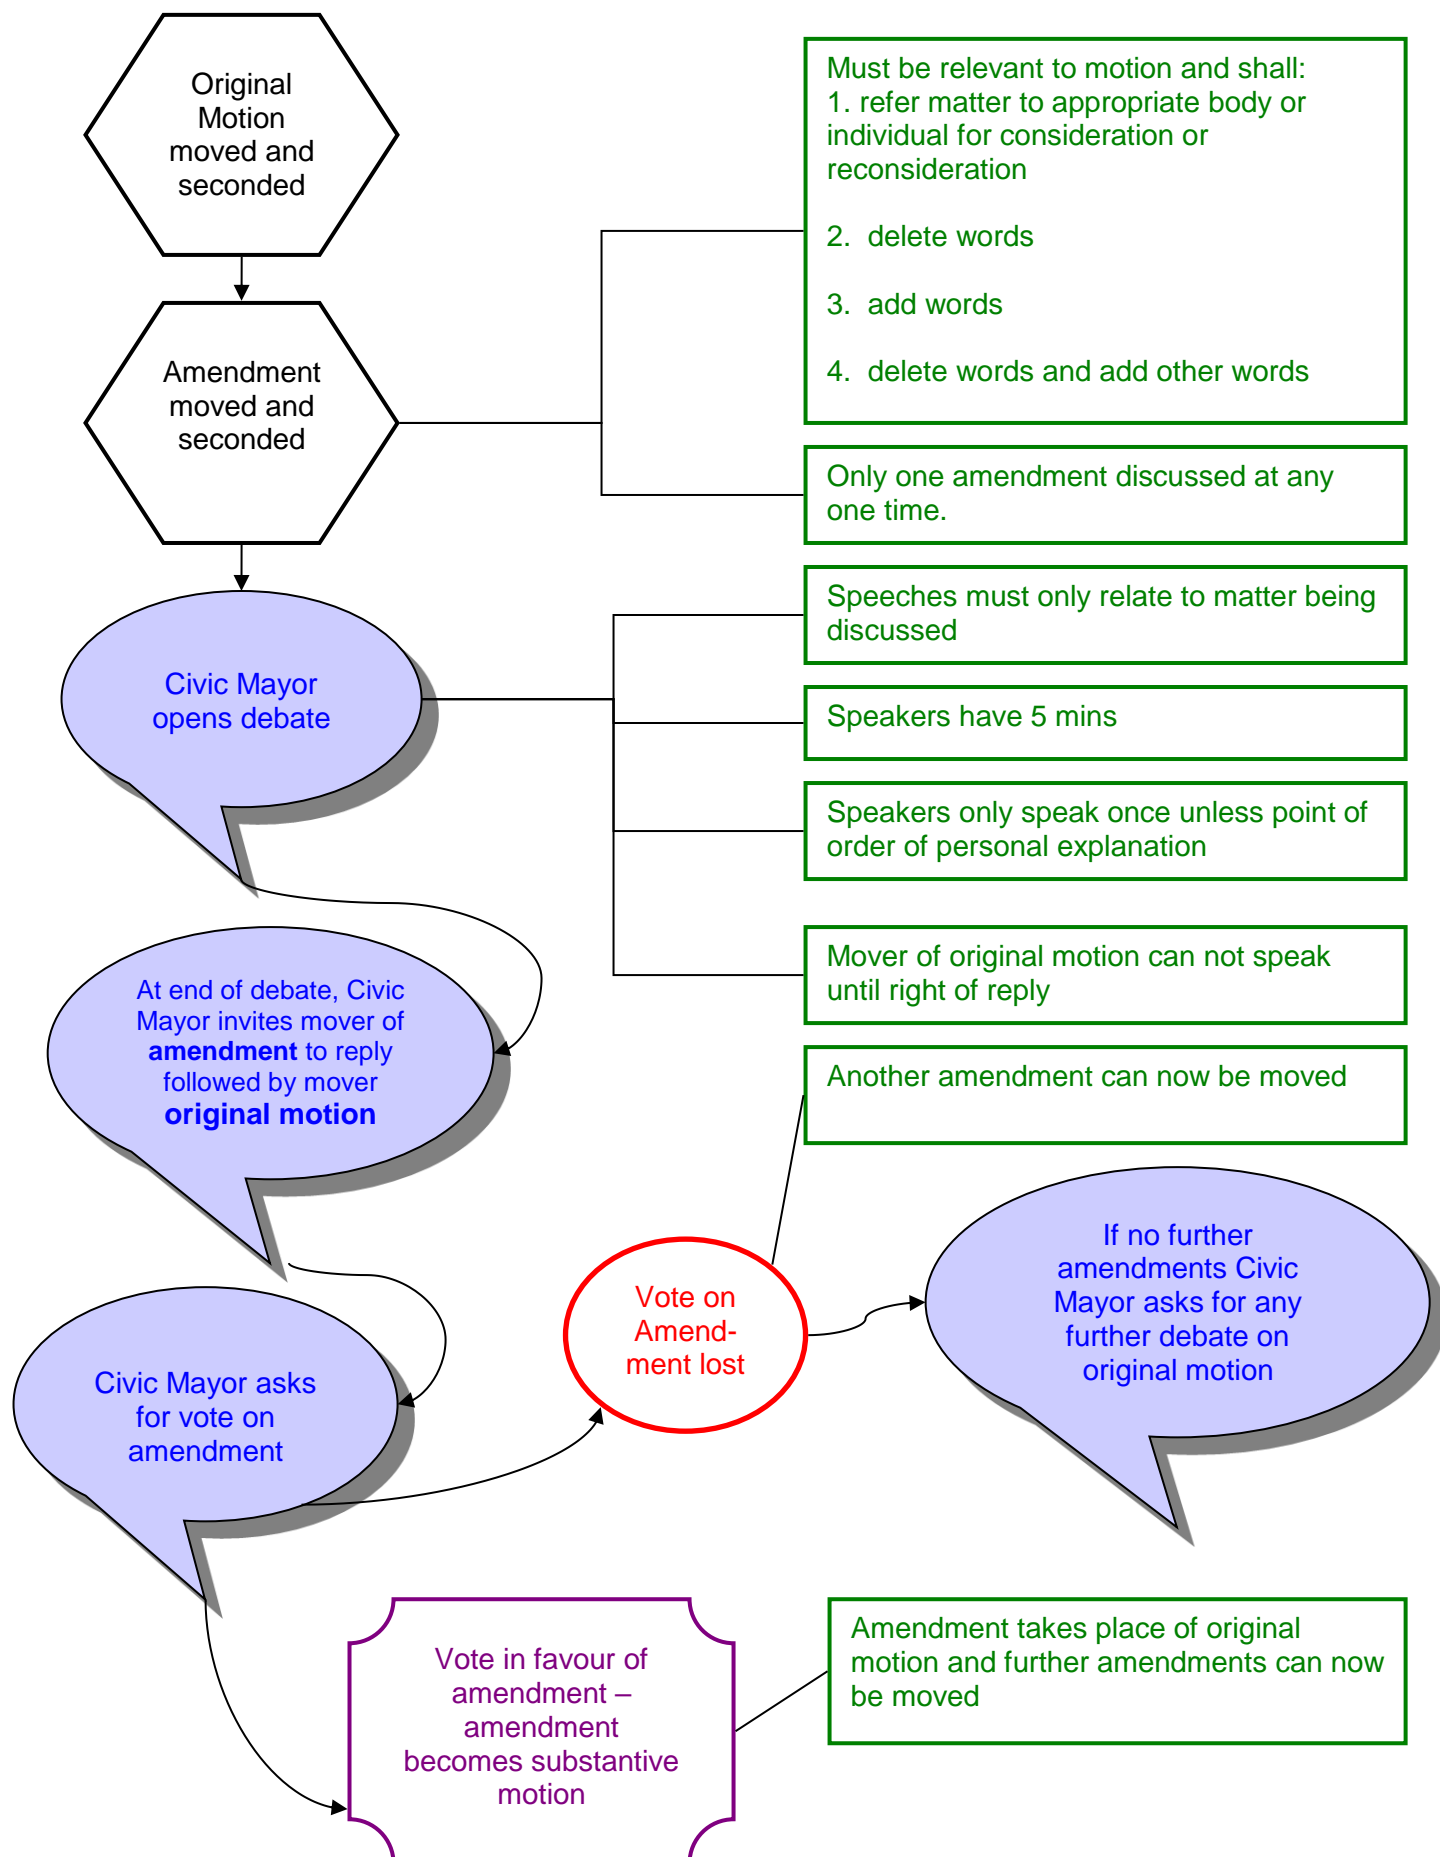 Original
Motion
moved and
seconded
Must be relevant to motion and shall:
1. refer matter to appropriate body or
individual for consideration or
reconsideration
2. delete words
3. add words
4. delete words and add other words
Amendment
moved and
seconded
Only one amendment discussed at any
one time.
Speeches must only relate to matter being
discussed
Civic Mayor
opens debate
Speakers have 5 mins
Speakers only speak once unless point of
order of personal explanation
Mover of original motion can not speak
until right of reply
At end of debate, Civic
Mayor invites mover of
amendment to reply
followed by mover
original motion
Another amendment can now be moved
If no further
amendments Civic
Mayor asks for any
further debate on
original motion
Vote on
Amend-
ment lost
Civic Mayor asks
for vote on
amendment
Vote in favour of
amendment –
amendment
becomes substantive
motion
Amendment takes place of original
motion and further amendments can now
be moved